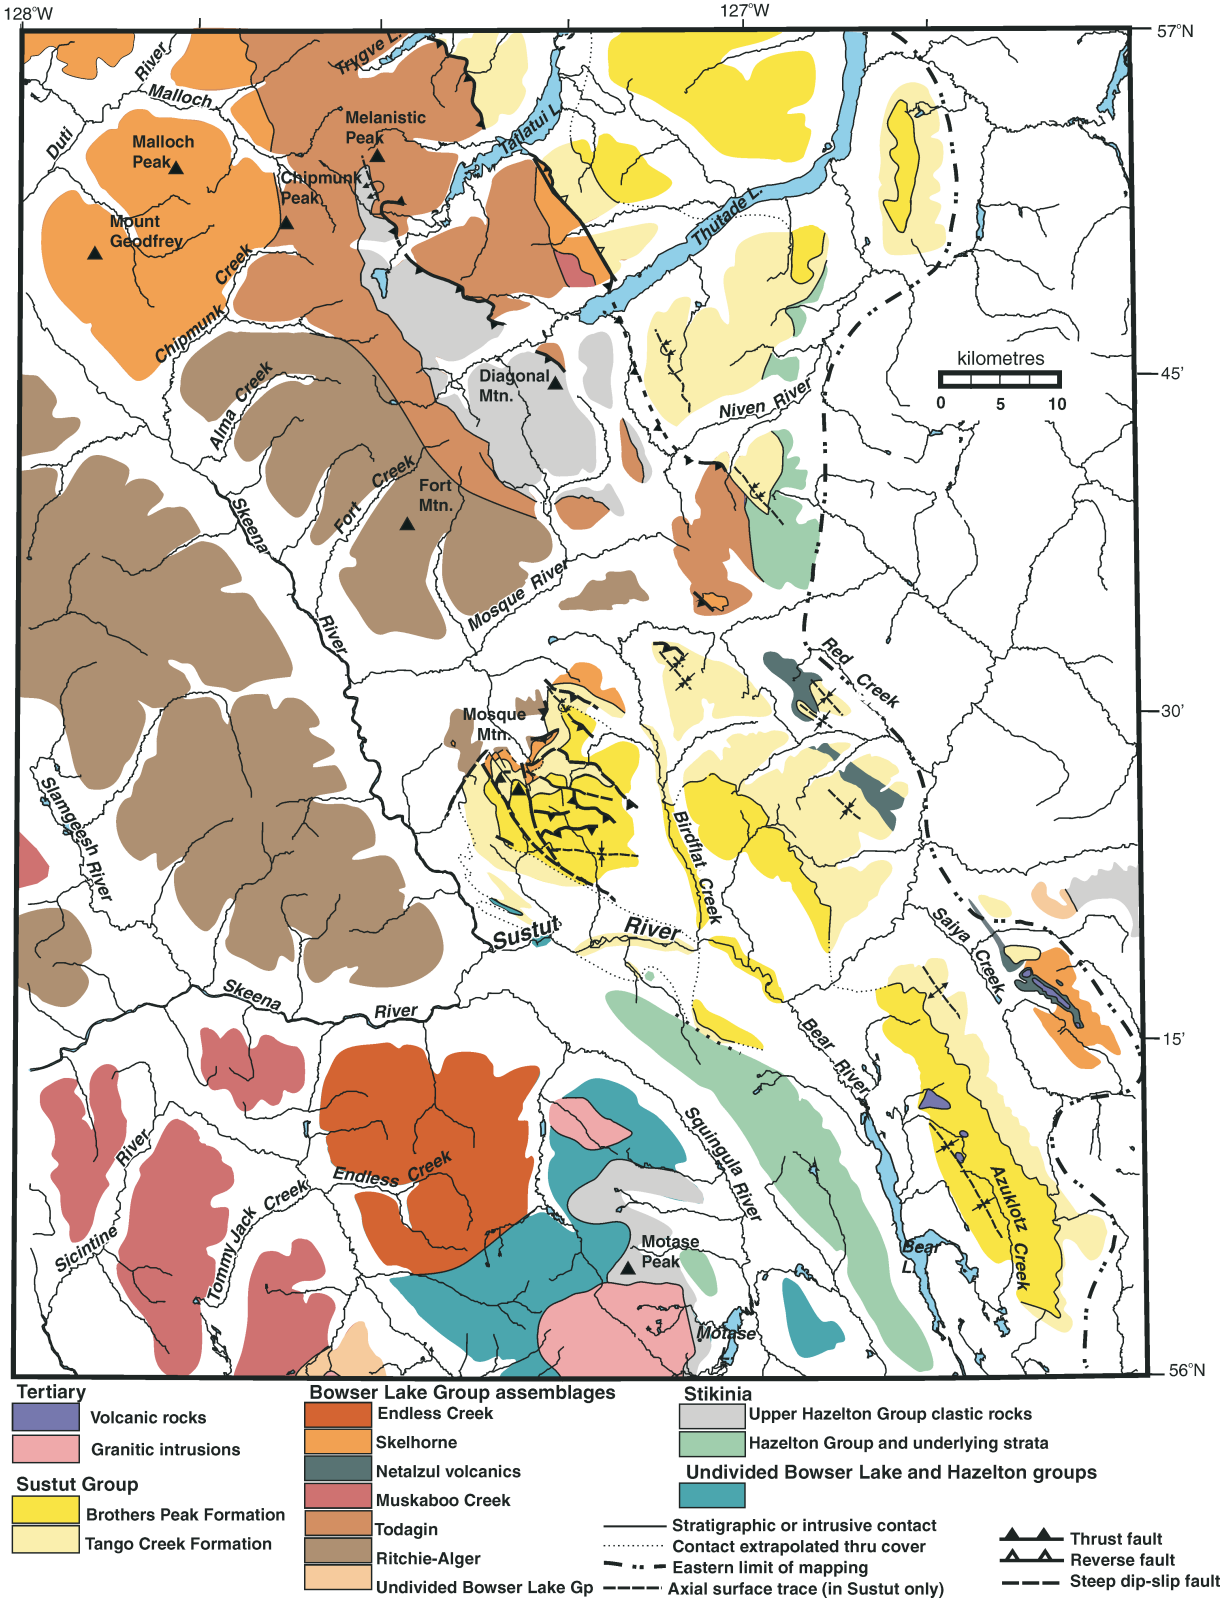 128°W
127°W
57°N
Trygve L.
River
Malloch
Duti
Melanistic
Peak
Tatlatui L.
Malloch
Peak
Chipmunk
Peak
Mount
Geodfrey
Thutade L.
Creek
Chipmunk
kilometres
0 5 10
45'
Diagonal
Mtn.
Niven River
Alma Creek
Fort Creek
Fort
Mtn.
Skeena
River
Mosque River
Red Creek
30'
Mosque
Mtn.
Slamgeesh River
Birdflat Creek
Sustut River
Saiya Creek
Skeena River
Bear River
15'
Squingula River
River
Sicintine
Endless Creek
Tommy Jack Creek
Azuklotz Creek
Motase
Peak
Bear
L.
Motase
56°N
Tertiary
Volcanic rocks
Granitic intrusions
Sustut Group
Brothers Peak Formation
Tango Creek Formation
Bowser Lake Group assemblages
Endless Creek
Skelhorne
Netalzul volcanics
Muskaboo Creek
Todagin
Ritchie-Alger
Undivided Bowser Lake Gp
Stikinia
Upper Hazelton Group clastic rocks
Hazelton Group and underlying strata
Undivided Bowser Lake and Hazelton groups
Stratigraphic or intrusive contact
Contact extrapolated thru cover
Eastern limit of mapping
Axial surface trace (in Sustut only)
Thrust fault
Reverse fault
Steep dip-slip fault